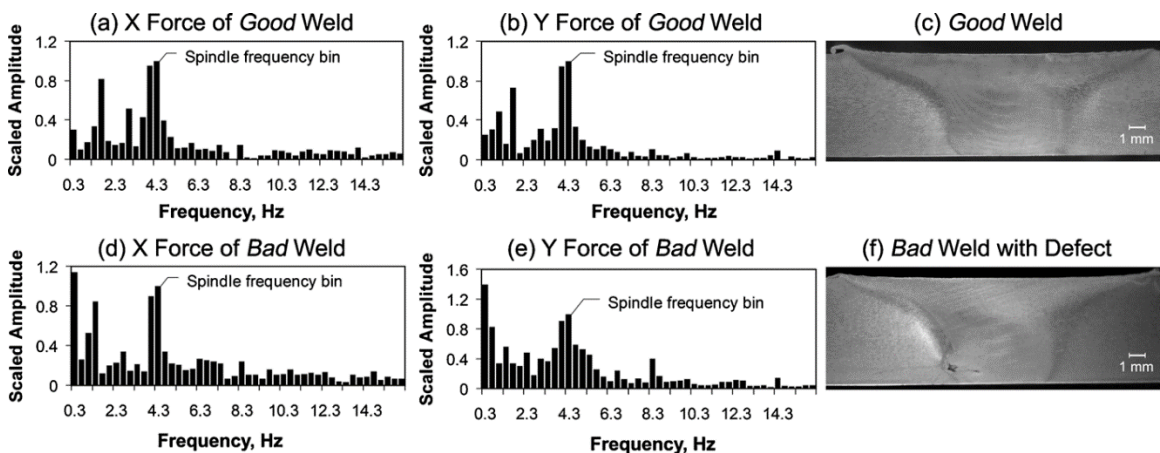 (a) X Force of Good Weld
Scaled Amplitude
1.2
0.8
0.4
0
Spindle frequency bin
0.3 2.3 4.3 6.3 8.3 10.3 12.3 14.3
Frequency, Hz
(b) Y Force of Good Weld
Scaled Amplitude
1.2
0.8
0.4
0
Spindle frequency bin
0.3 2.3 4.3 6.3 8.3 10.3 12.3 14.3
Frequency, Hz
(c) Good Weld
1 mm
(d) X Force of Bad Weld
Scaled Amplitude
1.2
0.8
0.4
0
Spindle frequency bin
0.3 2.3 4.3 6.3 8.3 10.3 12.3 14.3
Frequency, Hz
(e) Y Force of Bad Weld
Scaled Amplitude
1.6
1.2
0.8
0.4
0
Spindle frequency bin
0.3 2.3 4.3 6.3 8.3 10.3 12.3 14.3
Frequency, Hz
(f) Bad Weld with Defect
1 mm